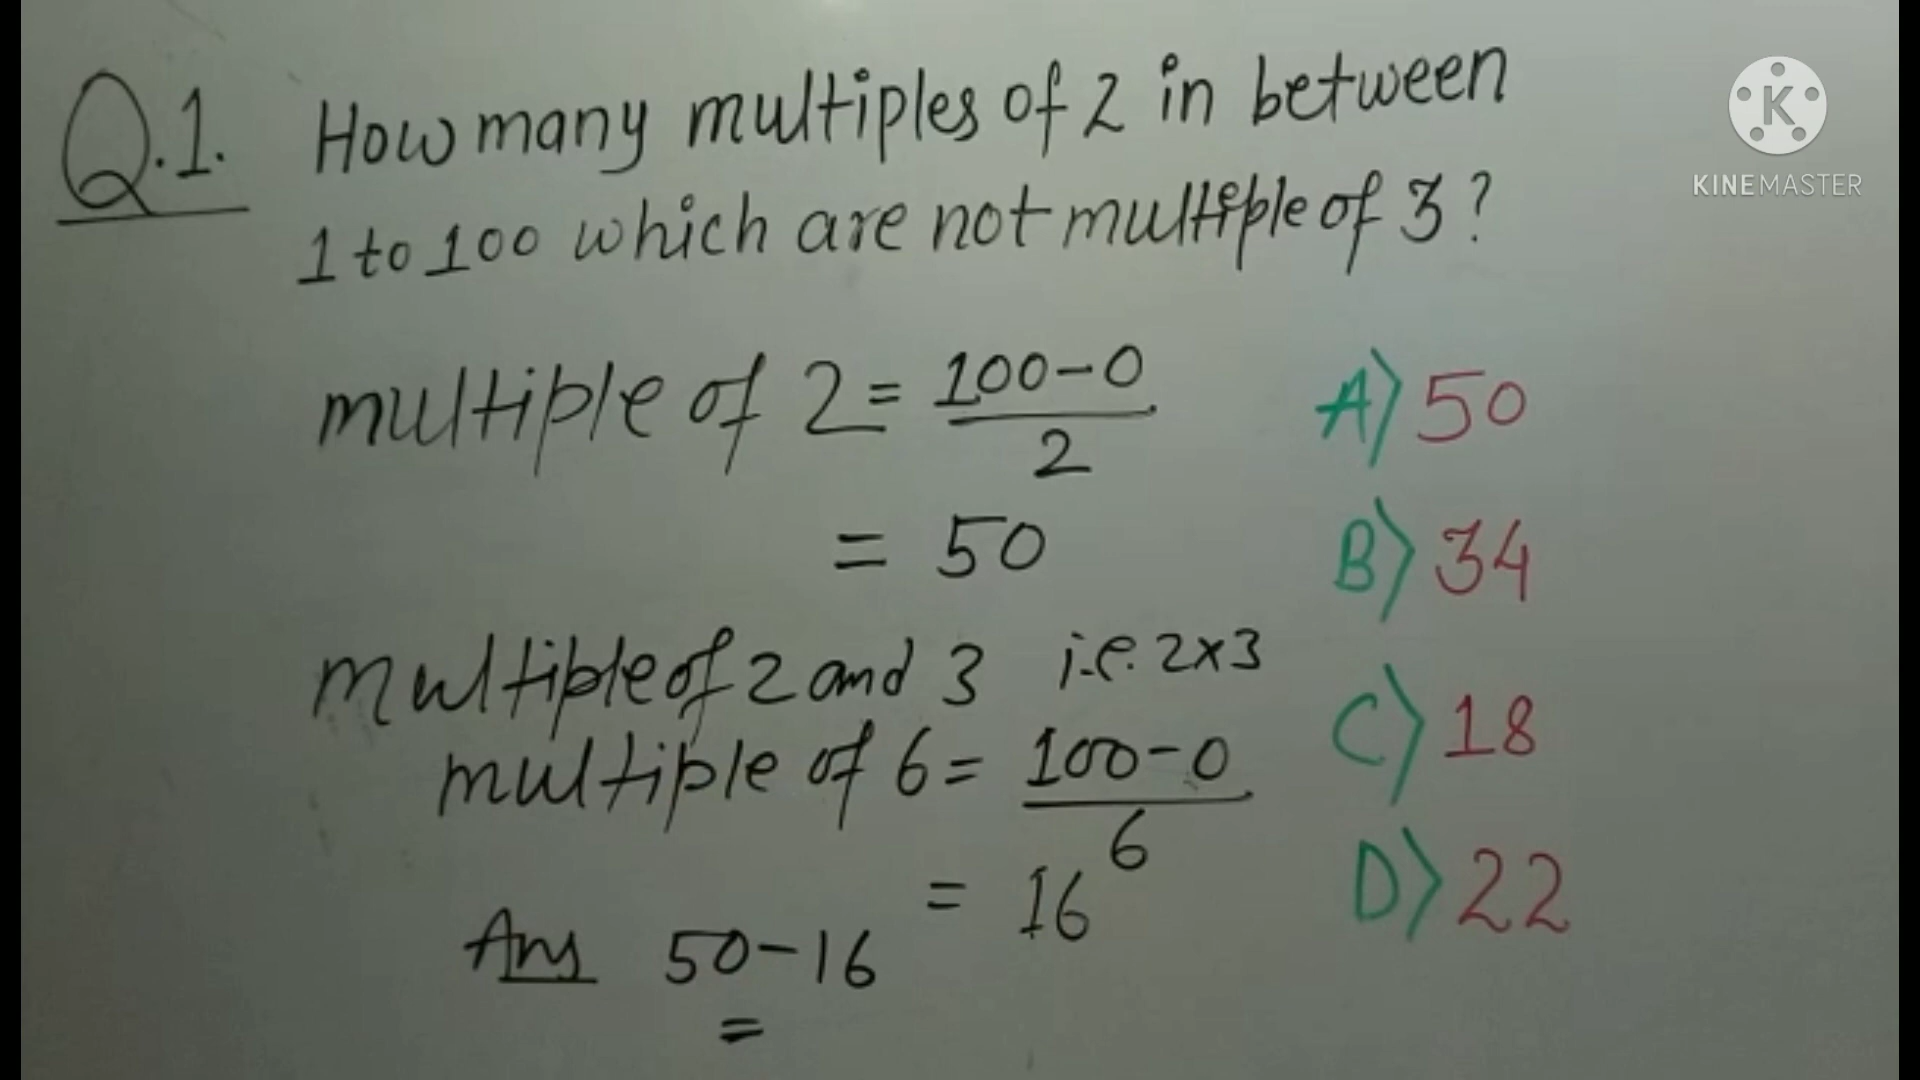 Q.1. How many multiples of 2 in between
1 to 100 which are not multiple of 3?
multiple of 2 = 100-0
2
= 50
multiple of 2 and 3 i.e. 2x3
multiple of 6 = 100-0
6
= 16
Ans 50-16
=
A) 50
B) 34
C) 18
D) 22
K
KINEMASTER